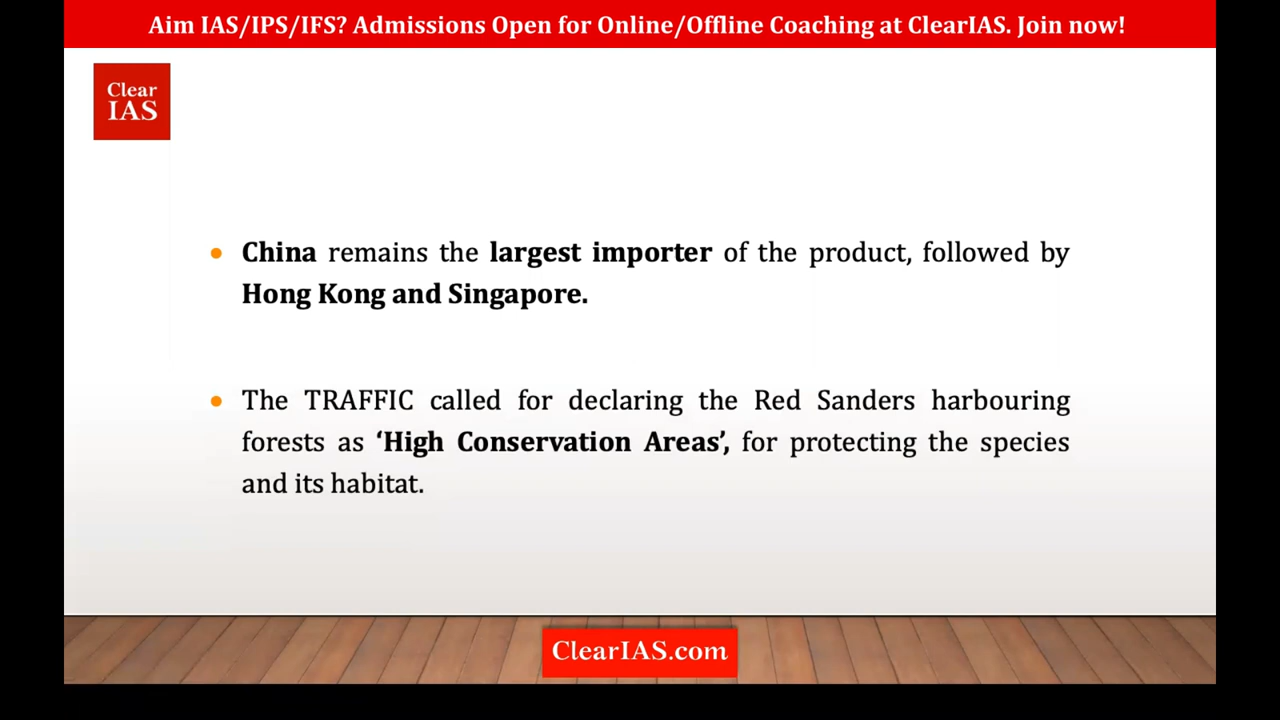 Aim IAS/IPS/IFS? Admissions Open for Online/Offline Coaching at ClearIAS. Join now!
Clear
IAS
• China remains the largest importer of the product, followed by
Hong Kong and Singapore.
• The TRAFFIC called for declaring the Red Sanders harbouring
forests as ‘High Conservation Areas’, for protecting the species
and its habitat.
ClearIAS.com